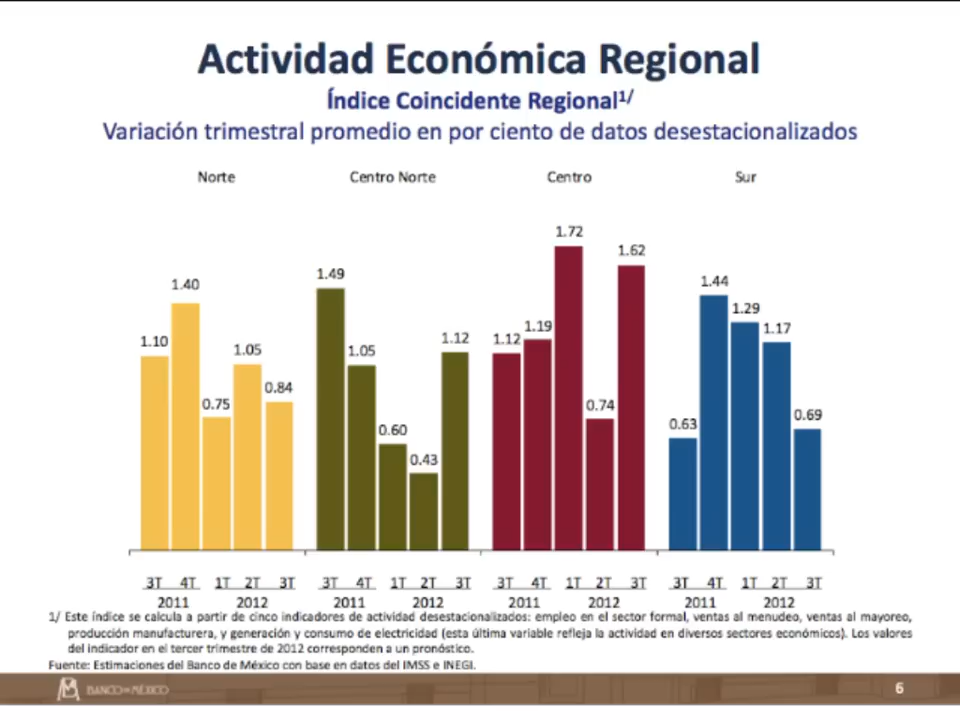 Actividad Económica Regional
Índice Coincidente Regional1/
Variación trimestral promedio en por ciento de datos desestacionalizados
Norte Centro Norte Centro Sur
1.10 1.40 0.75 1.05 0.84
1.49 1.05 0.60 0.43 1.12
1.12 1.19 1.72 0.74 1.62
0.63 1.44 1.29 1.17 0.69
3T 4T 1T 2T 3T 3T 4T 1T 2T 3T 3T 4T 1T 2T 3T 3T 4T 1T 2T 3T
2011 2012 2011 2012 2011 2012 2011 2012
1/ Este índice se calcula a partir de cinco indicadores de actividad desestacionalizados: empleo en el sector formal, ventas al menudeo, ventas al mayoreo,
producción manufacturera, y generación y consumo de electricidad (esta última variable refleja la actividad en diversos sectores económicos). Los valores
del indicador en el tercer trimestre de 2012 corresponden a un pronóstico.
Fuente: Estimaciones del Banco de México con base en datos del IMSS e INEGI.
BANCO DE MÉXICO 6